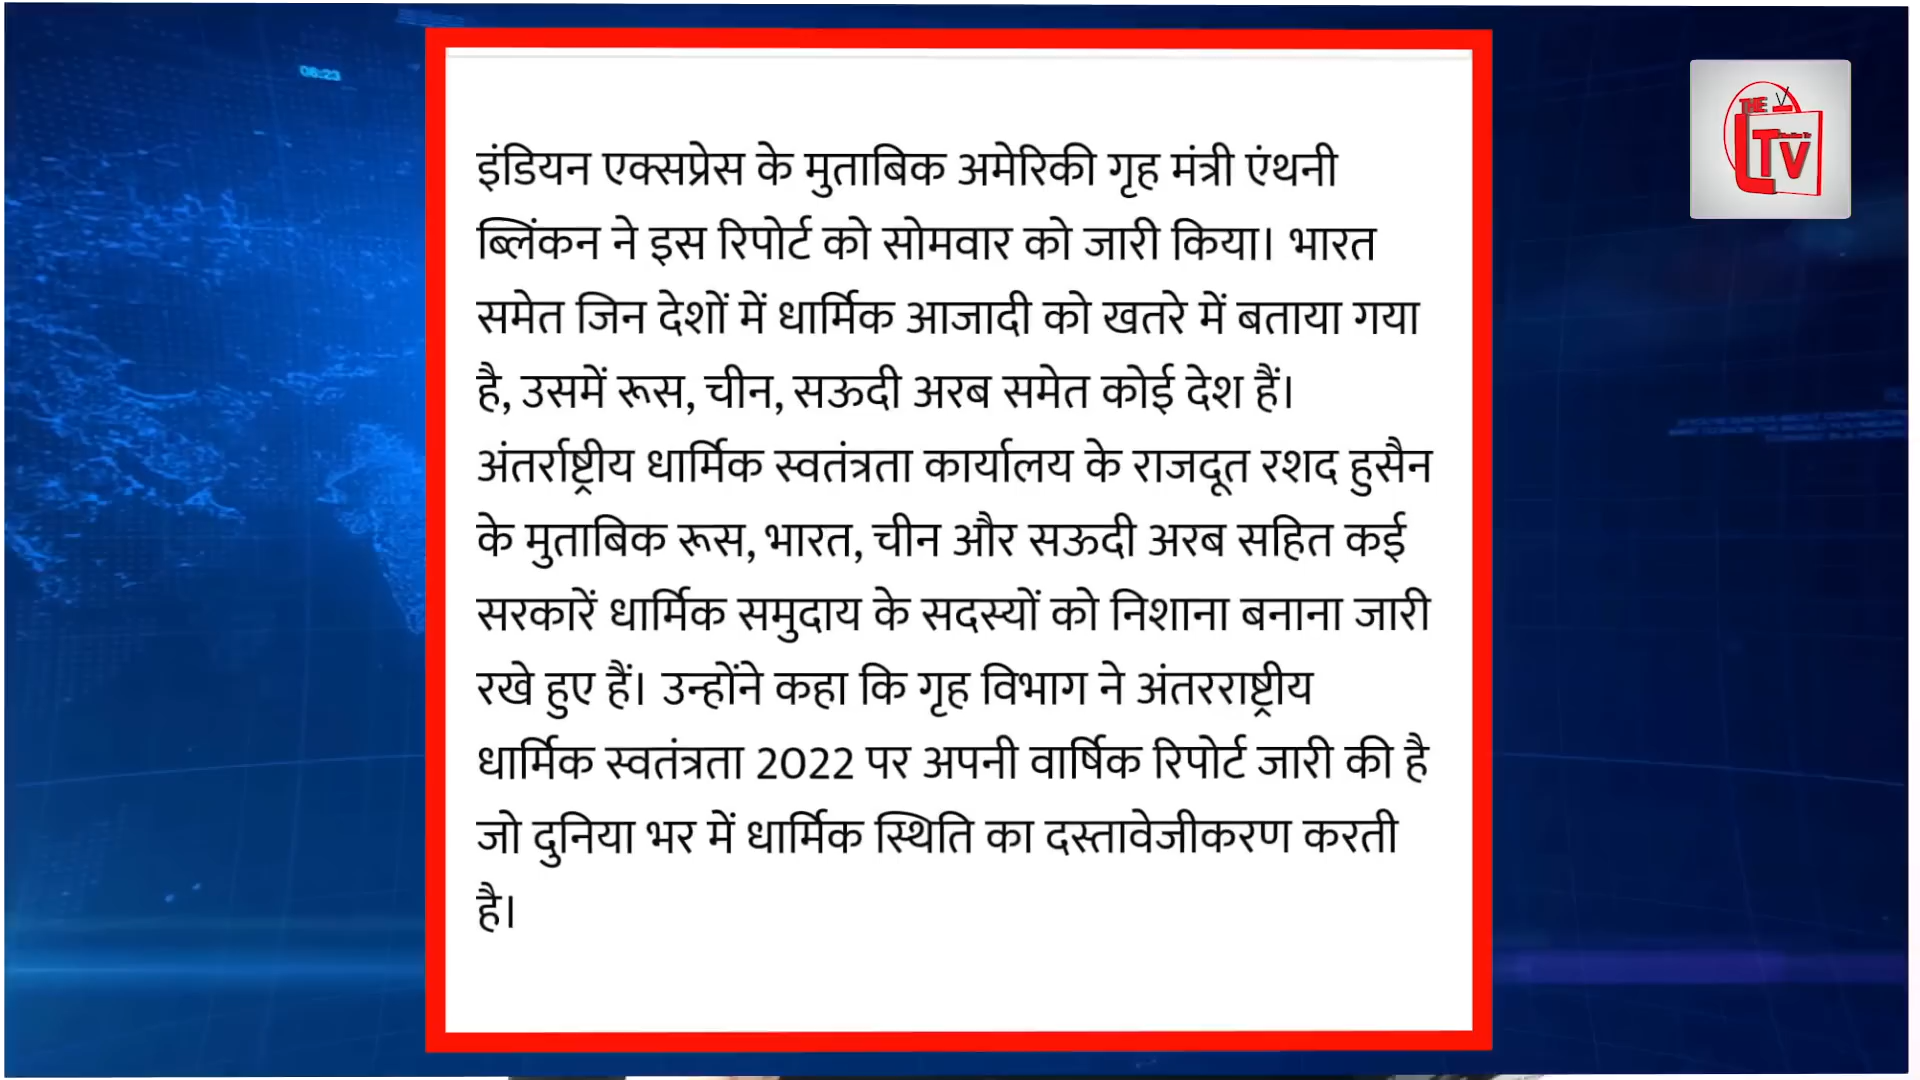 06:23
THE
TV
इंडियन एक्सप्रेस के मुताबिक अमेरिकी गृह मंत्री एंथनी
ब्लिंकन ने इस रिपोर्ट को सोमवार को जारी किया। भारत
समेत जिन देशों में धार्मिक आजादी को खतरे में बताया गया
है, उसमें रूस, चीन, सऊदी अरब समेत कोई देश हैं।
अंतर्राष्ट्रीय धार्मिक स्वतंत्रता कार्यालय के राजदूत रशद हुसैन
के मुताबिक रूस, भारत, चीन और सऊदी अरब सहित कई
सरकारें धार्मिक समुदाय के सदस्यों को निशाना बनाना जारी
रखे हुए हैं। उन्होंने कहा कि गृह विभाग ने अंतरराष्ट्रीय
धार्मिक स्वतंत्रता 2022 पर अपनी वार्षिक रिपोर्ट जारी की है
जो दुनिया भर में धार्मिक स्थिति का दस्तावेजीकरण करती
है।